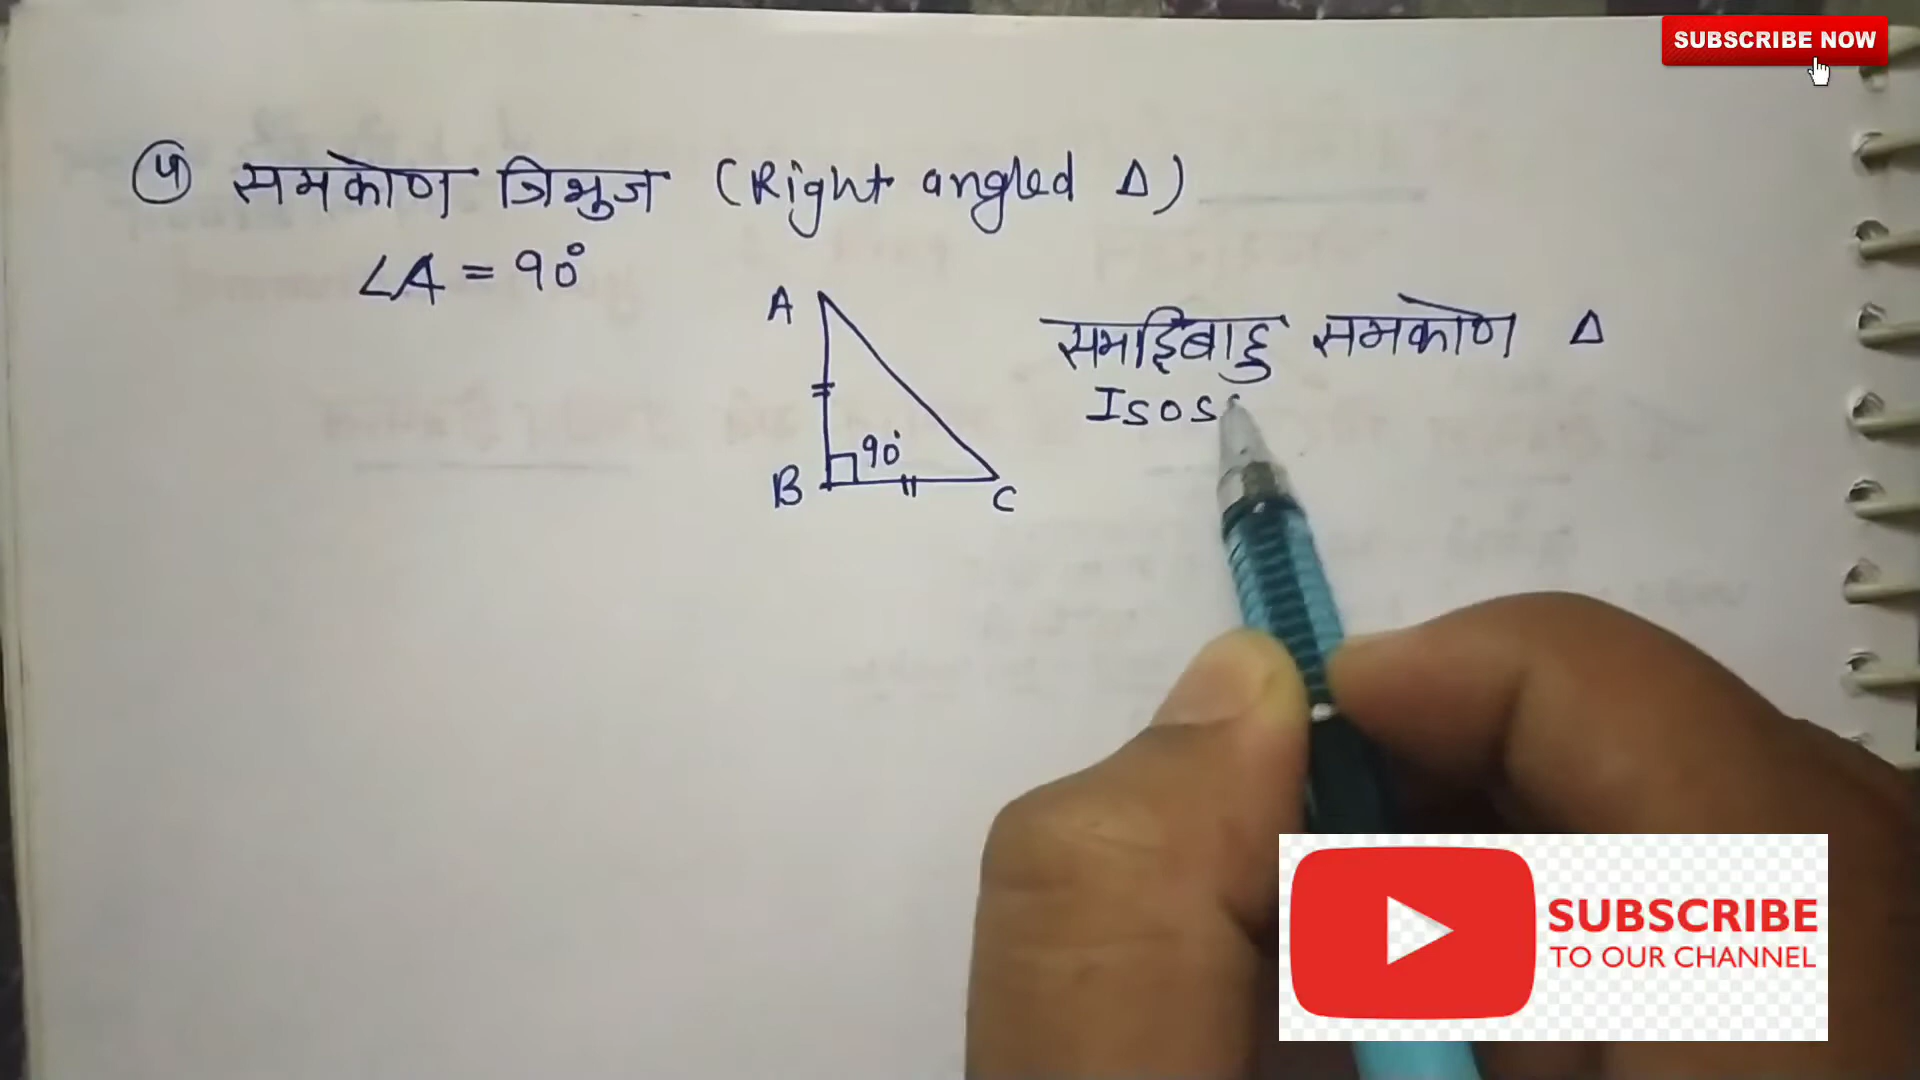 SUBSCRIBE NOW
५ समकोण त्रिभुज (Right angled Δ)
∠A = 90°
A
समद्विबाहु समकोण Δ
Isos
90°
B
C
SUBSCRIBE
TO OUR CHANNEL